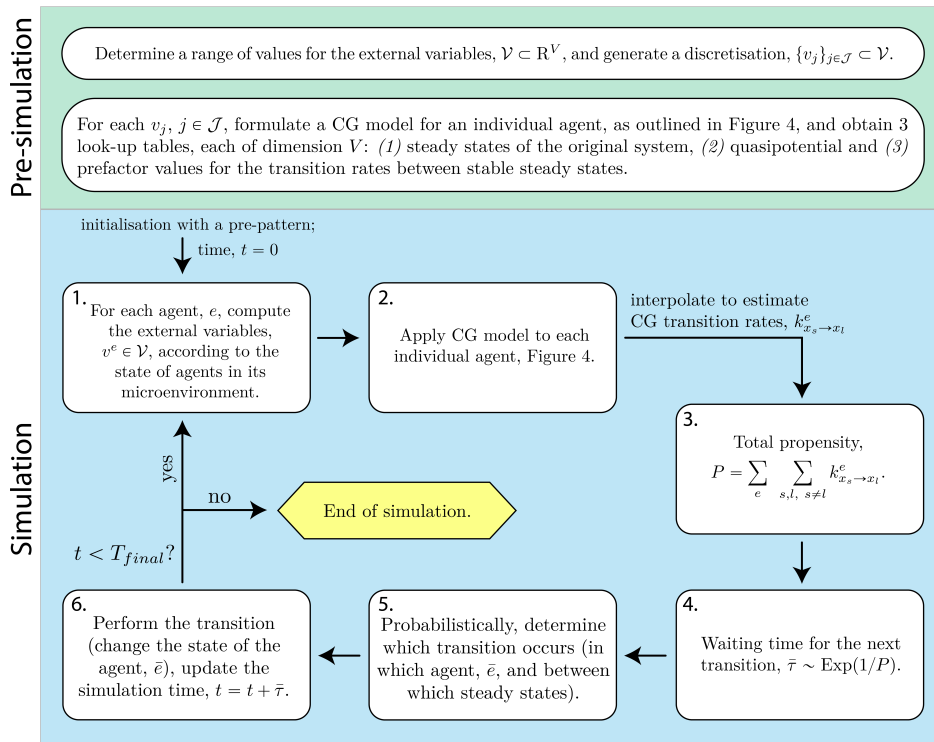 Pre-simulation
Determine a range of values for the external variables, 𝒱 ⊂ R^V, and generate a discretisation, {v_j}_{j∈𝒥} ⊂ 𝒱.
For each v_j, j ∈ 𝒥, formulate a CG model for an individual agent, as outlined in Figure 4, and obtain 3
look-up tables, each of dimension V: (1) steady states of the original system, (2) quasipotential and (3)
prefactor values for the transition rates between stable steady states.
Simulation
initialisation with a pre-pattern;
time, t = 0
1.
For each agent, e, compute
the external variables,
v^e ∈ 𝒱, according to the
state of agents in its
microenvironment.
2.
Apply CG model to each
individual agent, Figure 4.
interpolate to estimate
CG transition rates, k^e_{x_s→x_l}
3.
Total propensity,
P = ∑_e ∑_{s,l, s≠l} k^e_{x_s→x_l}.
4.
Waiting time for the next
transition, τ̄ ∼ Exp(1/P).
5.
Probabilistically, determine
which transition occurs (in
which agent, ē, and between
which steady states).
6.
Perform the transition
(change the state of the
agent, ē), update the
simulation time, t = t + τ̄.
t < T_{final}?
yes
no
End of simulation.